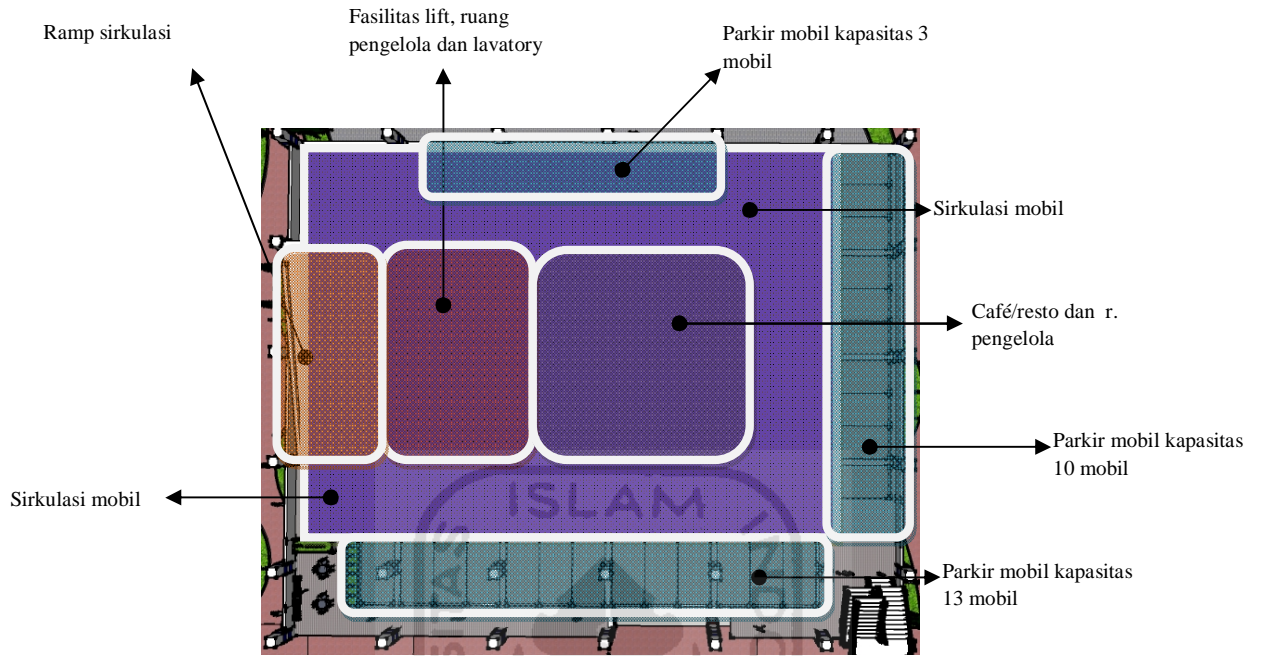 Ramp sirkulasi
Fasilitas lift, ruang
pengelola dan lavatory
Parkir mobil kapasitas 3
mobil
Sirkulasi mobil
Café/resto dan r.
pengelola
Parkir mobil kapasitas
10 mobil
Sirkulasi mobil
Parkir mobil kapasitas
13 mobil
ISLAM